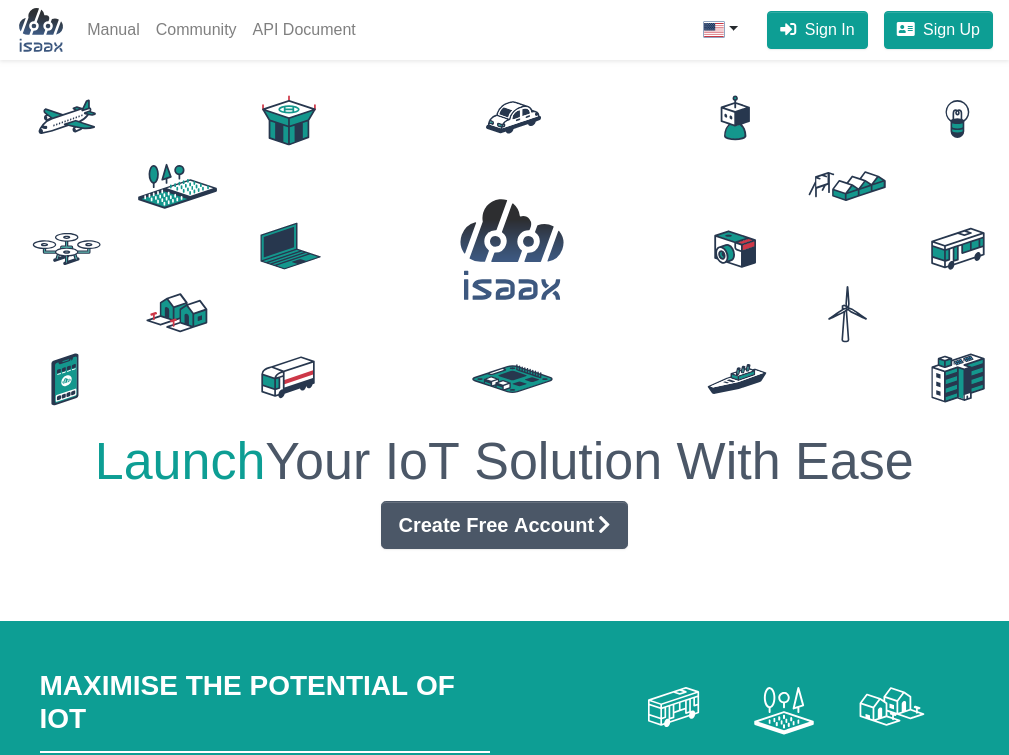 isaax
Manual Community API Document Sign In Sign Up
isaax
LaunchYour IoT Solution With Ease
Create Free Account
MAXIMISE THE POTENTIAL OF
IOT